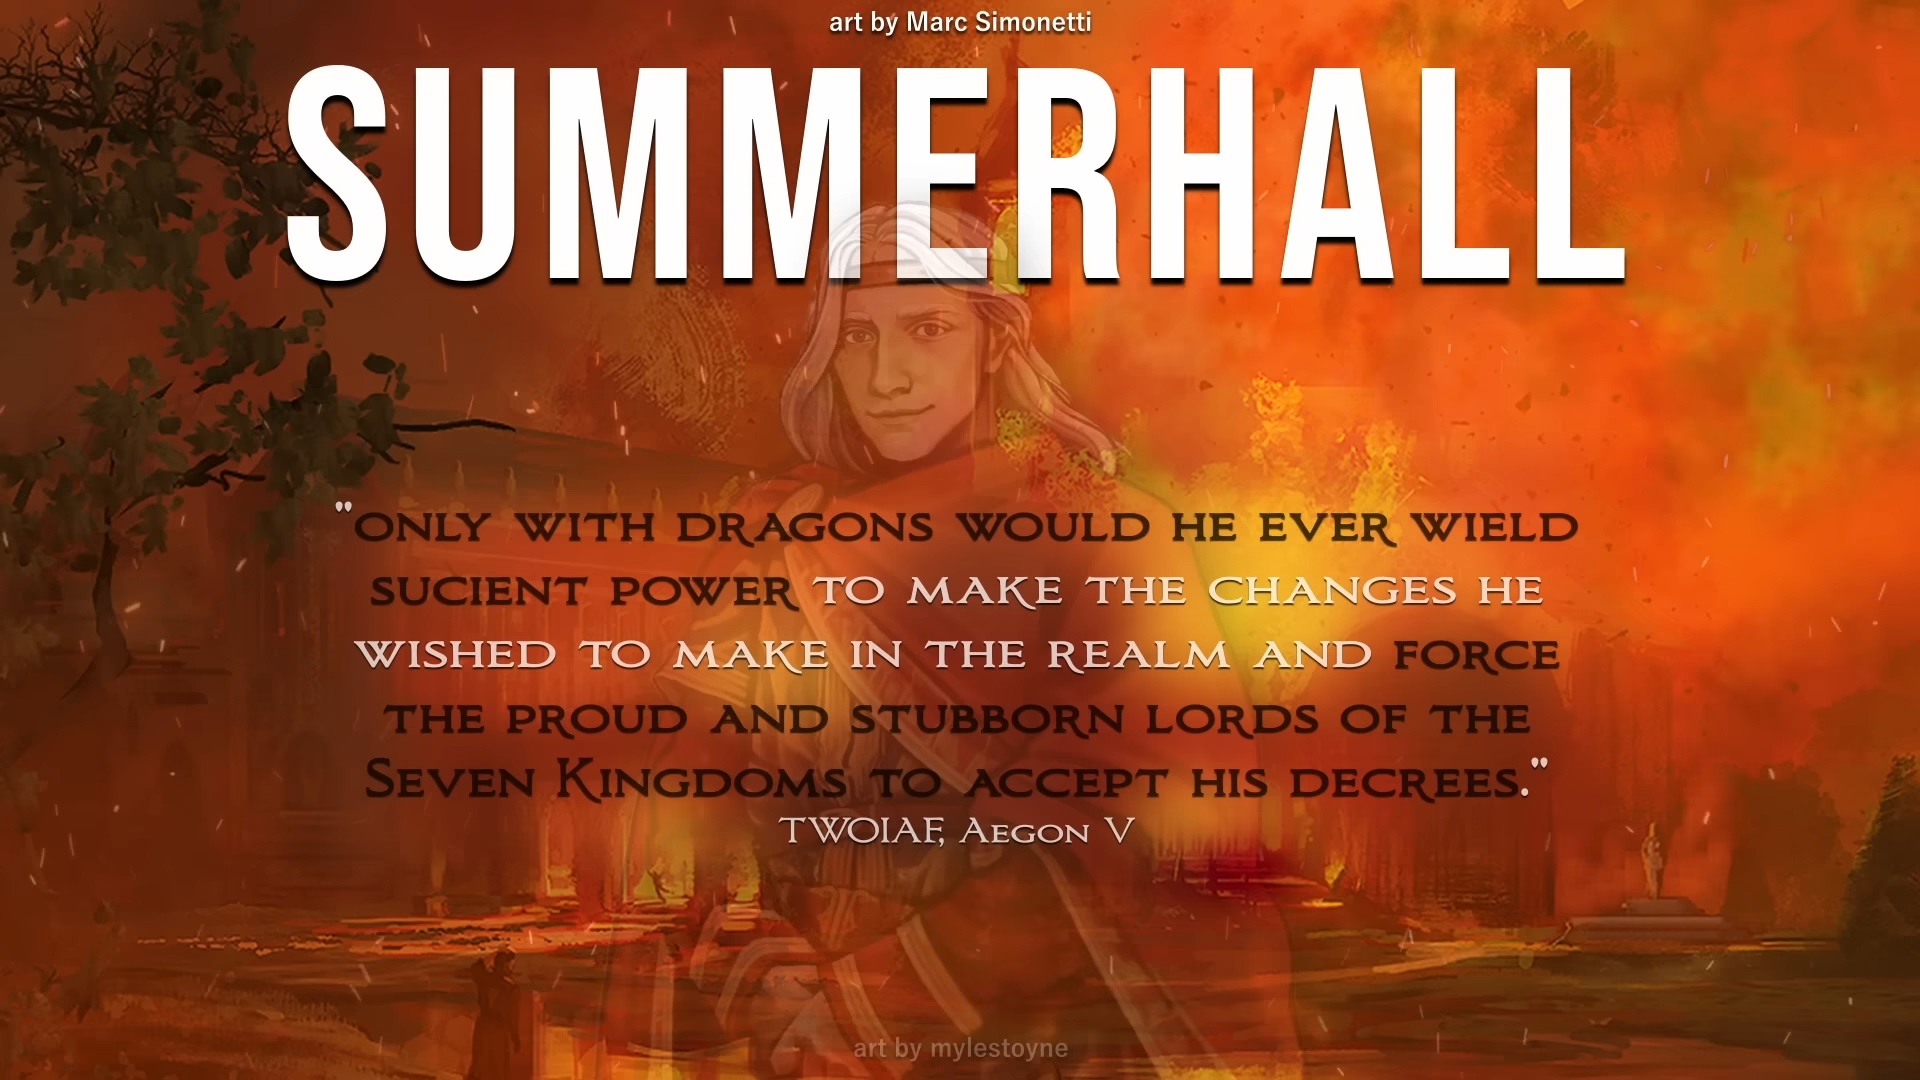 art by Marc Simonetti
SUMMERHALL
"ONLY WITH DRAGONS WOULD HE EVER WIELD
SUCIENT POWER TO MAKE THE CHANGES HE
WISHED TO MAKE IN THE REALM AND FORCE
THE PROUD AND STUBBORN LORDS OF THE
SEVEN KINGDOMS TO ACCEPT HIS DECREES."
TWOIAF, AEGON V
art by mylestoyne